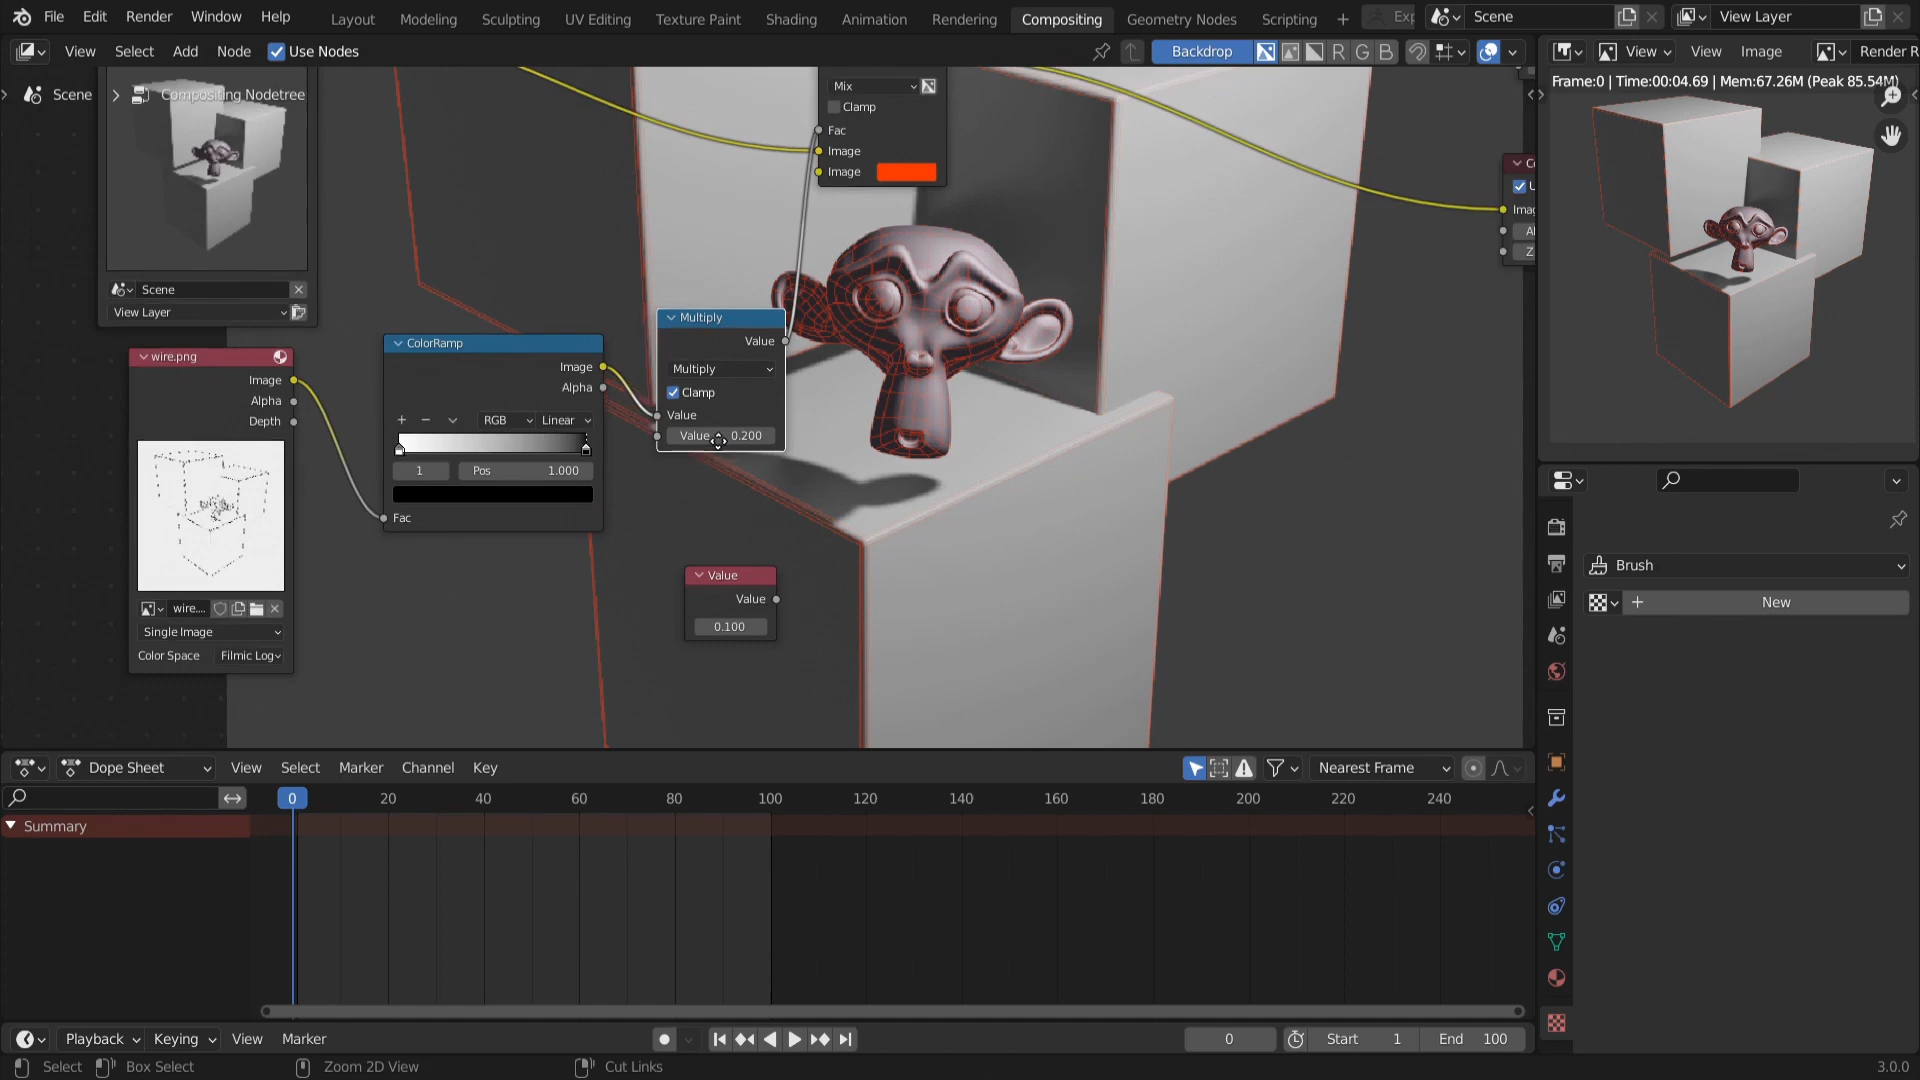 File Edit Render Window Help Layout Modeling Sculpting UV Editing Texture Paint Shading Animation Rendering Compositing Geometry Nodes Scripting + Exp Scene View Layer
View Select Add Node Use Nodes Backdrop R G B View View Image Render R
Scene Compositing Nodetree
Frame:0 | Time:00:04.69 | Mem:67.26M (Peak 85.54M)
Mix
Clamp
Fac
Image
Image
Scene
View Layer
Co
U
Imag
Al
Z
wire.png
Image
Alpha
Depth
wire....
Single Image
Color Space Filmic Log
ColorRamp
Image
Alpha
+ − RGB Linear
1 Pos 1.000
Fac
Multiply
Value
Multiply
Clamp
Value
Value 0.200
Value
Value
0.100
Brush
+ New
Dope Sheet View Select Marker Channel Key Nearest Frame
0 20 40 60 80 100 120 140 160 180 200 220 240
Summary
Playback Keying View Marker 0 Start 1 End 100
Select Box Select Zoom 2D View Cut Links 3.0.0